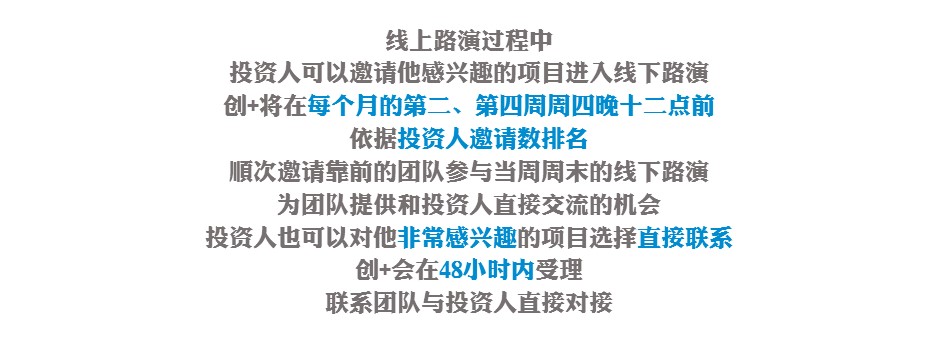 线上路演过程中
投资人可以邀请他感兴趣的项目进入线下路演
创+将在每个月的第二、第四周周四晚十二点前
依据投资人邀请数排名
顺次邀请靠前的团队参与当周周末的线下路演
为团队提供和投资人直接交流的机会
投资人也可以对他非常感兴趣的项目选择直接联系
创+会在48小时内受理
联系团队与投资人直接对接